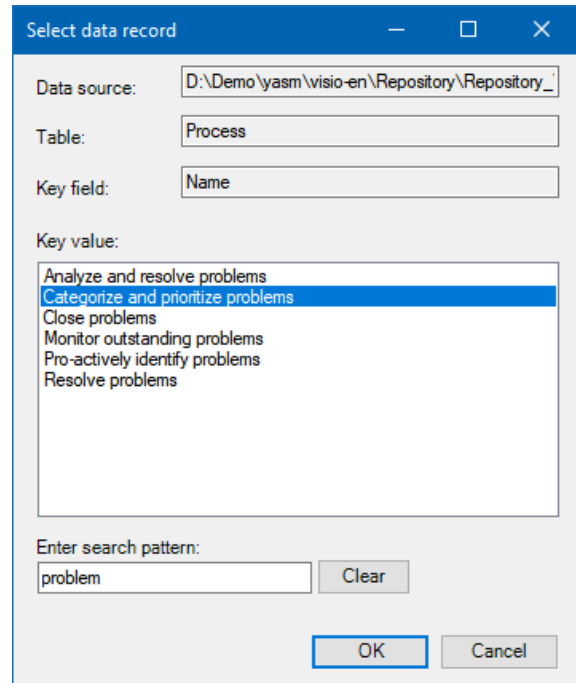 Select data record
Data source: D:\Demo\yasm\visio-en\Repository\Repository_
Table: Process
Key field: Name
Key value:
Analyze and resolve problems
Categorize and prioritize problems
Close problems
Monitor outstanding problems
Pro-actively identify problems
Resolve problems
Enter search pattern:
problem Clear
OK Cancel